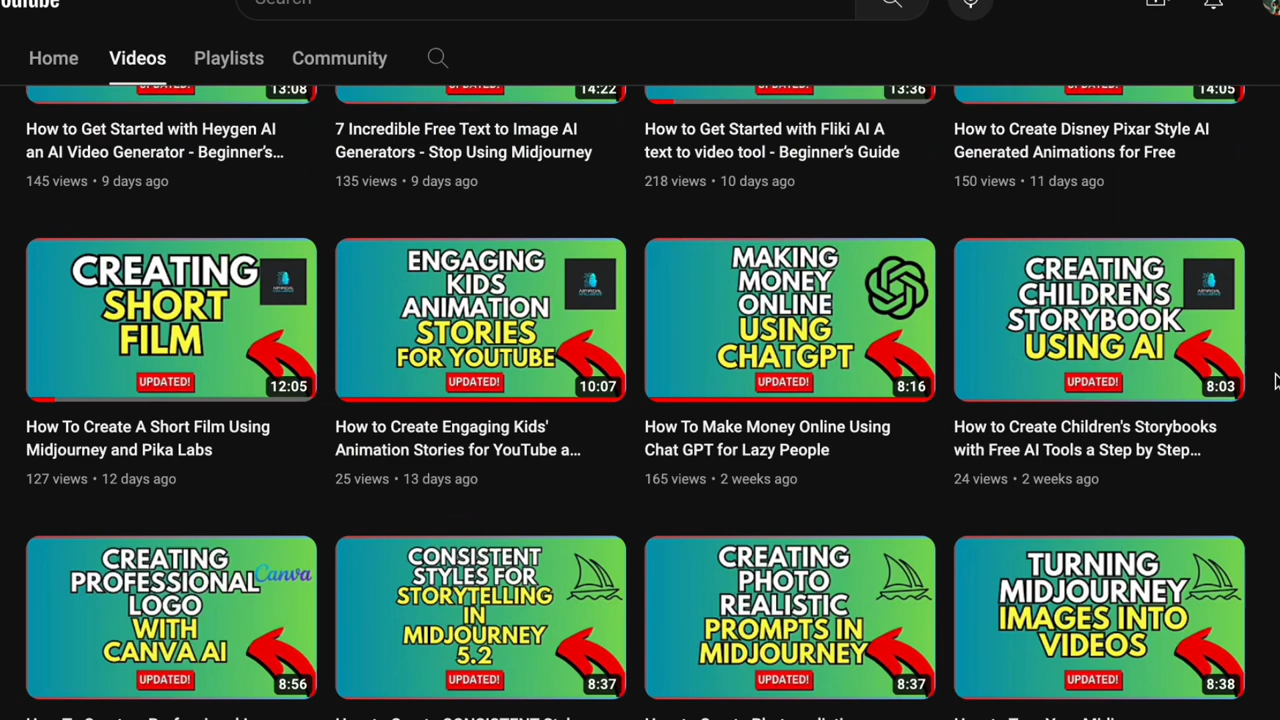 Home Videos Playlists Community
13:08
14:22
13:36
14:05
How to Get Started with Heygen AI
an AI Video Generator - Beginner's...
145 views • 9 days ago
7 Incredible Free Text to Image AI
Generators - Stop Using Midjourney
135 views • 9 days ago
How to Get Started with Fliki AI A
text to video tool - Beginner's Guide
218 views • 10 days ago
How to Create Disney Pixar Style AI
Generated Animations for Free
150 views • 11 days ago
CREATING
SHORT
FILM
UPDATED!
12:05
How To Create A Short Film Using
Midjourney and Pika Labs
127 views • 12 days ago
ENGAGING
KIDS
ANIMATION
STORIES
FOR YOUTUBE
UPDATED!
10:07
How to Create Engaging Kids'
Animation Stories for YouTube a...
25 views • 13 days ago
MAKING
MONEY
ONLINE
USING
CHATGPT
UPDATED!
8:16
How To Make Money Online Using
Chat GPT for Lazy People
165 views • 2 weeks ago
CREATING
CHILDRENS
STORYBOOK
USING AI
UPDATED!
8:03
How to Create Children's Storybooks
with Free AI Tools a Step by Step...
24 views • 2 weeks ago
CREATING
PROFESSIONAL
LOGO
WITH
CANVA AI
Canva
UPDATED!
8:56
CONSISTENT
STYLES FOR
STORYTELLING
IN
MIDJOURNEY
5.2
UPDATED!
8:37
CREATING
PHOTO
REALISTIC
PROMPTS IN
MIDJOURNEY
UPDATED!
8:37
TURNING
MIDJOURNEY
IMAGES INTO
VIDEOS
UPDATED!
8:38